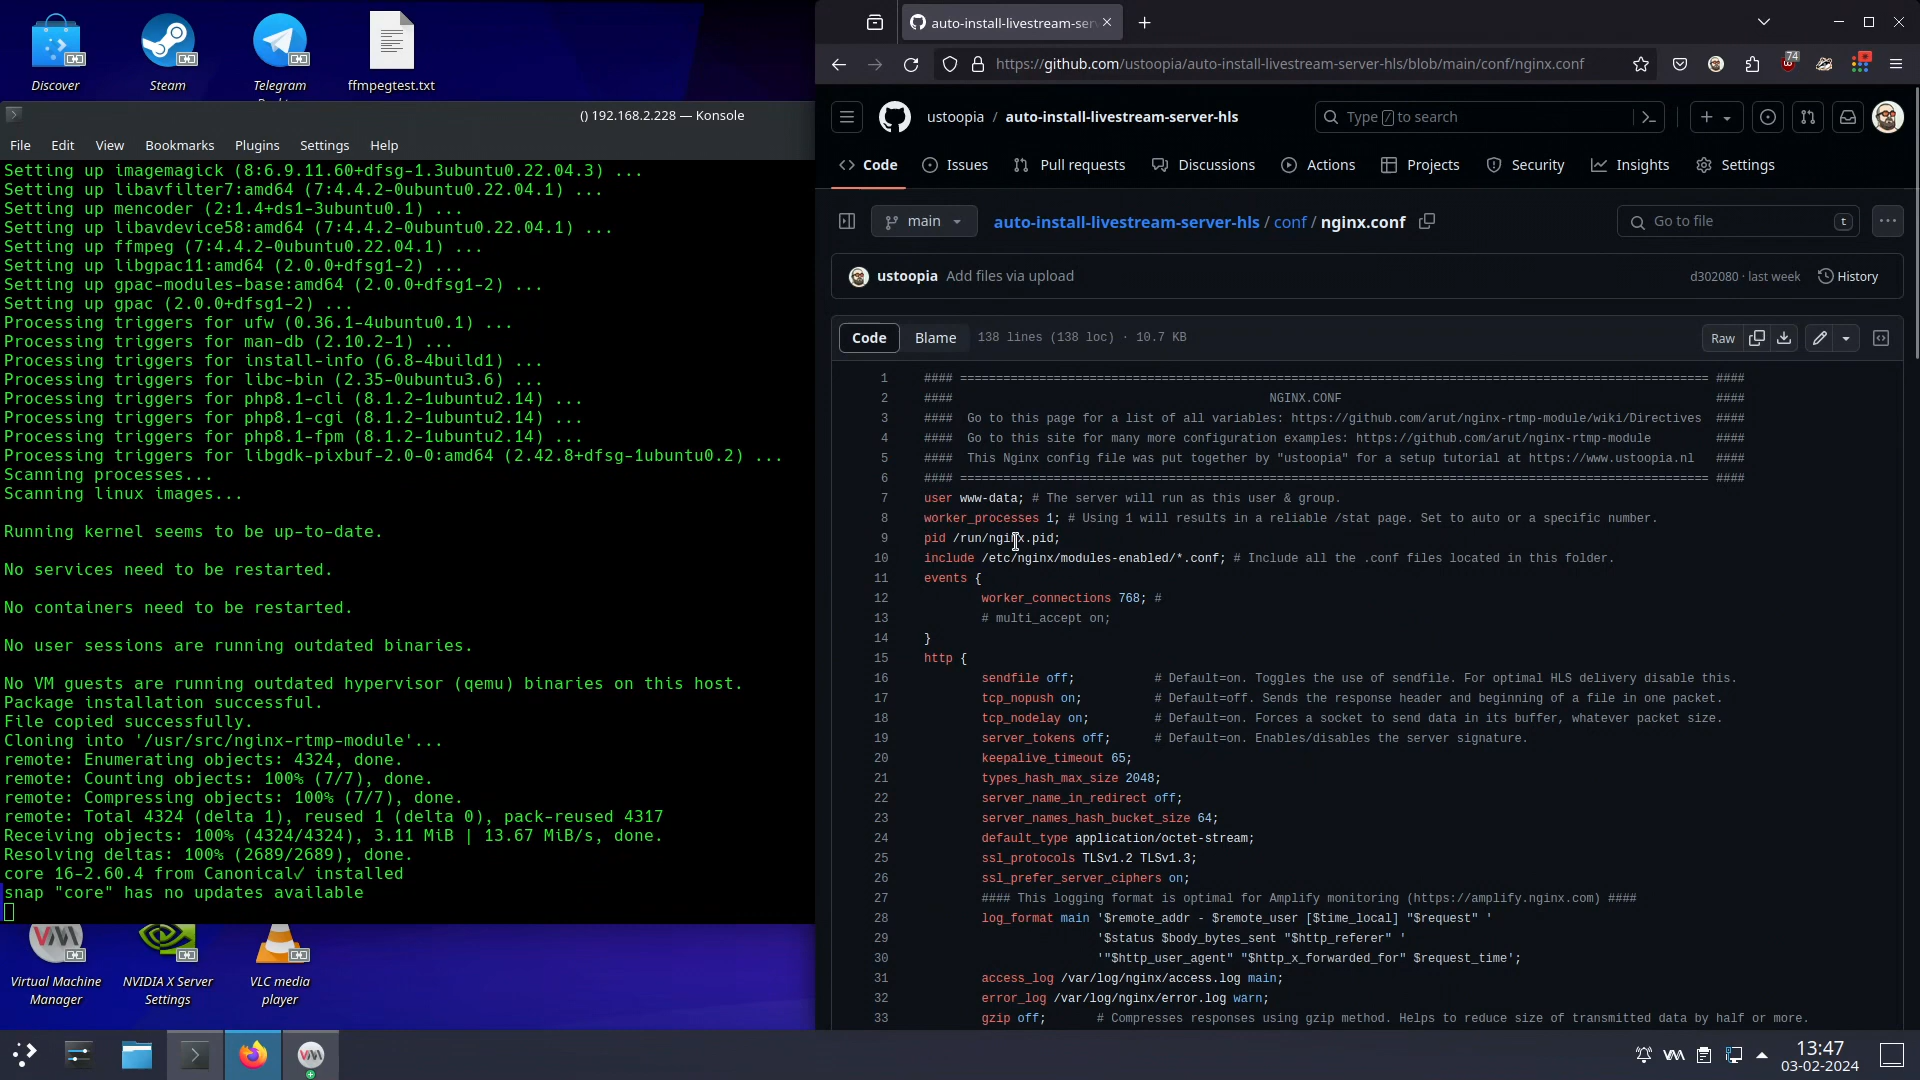 Discover
Steam
Telegram
ffmpegtest.txt
() 192.168.2.228 — Konsole
File Edit View Bookmarks Plugins Settings Help
Setting up imagemagick (8:6.9.11.60+dfsg-1.3ubuntu0.22.04.3) ...
Setting up libavfilter7:amd64 (7:4.4.2-0ubuntu0.22.04.1) ...
Setting up mencoder (2:1.4+ds1-3ubuntu0.1) ...
Setting up libavdevice58:amd64 (7:4.4.2-0ubuntu0.22.04.1) ...
Setting up ffmpeg (7:4.4.2-0ubuntu0.22.04.1) ...
Setting up libgpac11:amd64 (2.0.0+dfsg1-2) ...
Setting up gpac-modules-base:amd64 (2.0.0+dfsg1-2) ...
Setting up gpac (2.0.0+dfsg1-2) ...
Processing triggers for ufw (0.36.1-4ubuntu0.1) ...
Processing triggers for man-db (2.10.2-1) ...
Processing triggers for install-info (6.8-4build1) ...
Processing triggers for libc-bin (2.35-0ubuntu3.6) ...
Processing triggers for php8.1-cli (8.1.2-1ubuntu2.14) ...
Processing triggers for php8.1-cgi (8.1.2-1ubuntu2.14) ...
Processing triggers for php8.1-fpm (8.1.2-1ubuntu2.14) ...
Processing triggers for libgdk-pixbuf-2.0-0:amd64 (2.42.8+dfsg-1ubuntu0.2) ...
Scanning processes...
Scanning linux images...
Running kernel seems to be up-to-date.
No services need to be restarted.
No containers need to be restarted.
No user sessions are running outdated binaries.
No VM guests are running outdated hypervisor (qemu) binaries on this host.
Package installation successful.
File copied successfully.
Cloning into '/usr/src/nginx-rtmp-module'...
remote: Enumerating objects: 4324, done.
remote: Counting objects: 100% (7/7), done.
remote: Compressing objects: 100% (7/7), done.
remote: Total 4324 (delta 1), reused 1 (delta 0), pack-reused 4317
Receiving objects: 100% (4324/4324), 3.11 MiB | 13.67 MiB/s, done.
Resolving deltas: 100% (2689/2689), done.
core 16-2.60.4 from Canonical✓ installed
snap "core" has no updates available
Virtual Machine Manager
NVIDIA X Server Settings
VLC media player
auto-install-livestream-ser
https://github.com/ustoopia/auto-install-livestream-server-hls/blob/main/conf/nginx.conf
74
ustoopia / auto-install-livestream-server-hls
Type / to search
Code Issues Pull requests Discussions Actions Projects Security Insights Settings
main
auto-install-livestream-server-hls / conf / nginx.conf
Go to file t
ustoopia Add files via upload
d302080 · last week History
Code Blame 138 lines (138 loc) · 10.7 KB Raw
1 #### ======================================================================================================== ####
2 #### NGINX.CONF ####
3 #### Go to this page for a list of all variables: https://github.com/arut/nginx-rtmp-module/wiki/Directives ####
4 #### Go to this site for many more configuration examples: https://github.com/arut/nginx-rtmp-module ####
5 #### This Nginx config file was put together by "ustoopia" for a setup tutorial at https://www.ustoopia.nl ####
6 #### ======================================================================================================== ####
7 user www-data; # The server will run as this user & group.
8 worker_processes 1; # Using 1 will results in a reliable /stat page. Set to auto or a specific number.
9 pid /run/nginx.pid;
10 include /etc/nginx/modules-enabled/*.conf; # Include all the .conf files located in this folder.
11 events {
12 worker_connections 768; #
13 # multi_accept on;
14 }
15 http {
16 sendfile off; # Default=on. Toggles the use of sendfile. For optimal HLS delivery disable this.
17 tcp_nopush on; # Default=off. Sends the response header and beginning of a file in one packet.
18 tcp_nodelay on; # Default=on. Forces a socket to send data in its buffer, whatever packet size.
19 server_tokens off; # Default=on. Enables/disables the server signature.
20 keepalive_timeout 65;
21 types_hash_max_size 2048;
22 server_name_in_redirect off;
23 server_names_hash_bucket_size 64;
24 default_type application/octet-stream;
25 ssl_protocols TLSv1.2 TLSv1.3;
26 ssl_prefer_server_ciphers on;
27 #### This logging format is optimal for Amplify monitoring (https://amplify.nginx.com) ####
28 log_format main '$remote_addr - $remote_user [$time_local] "$request" '
29 '$status $body_bytes_sent "$http_referer" '
30 '"$http_user_agent" "$http_x_forwarded_for" $request_time';
31 access_log /var/log/nginx/access.log main;
32 error_log /var/log/nginx/error.log warn;
33 gzip off; # Compresses responses using gzip method. Helps to reduce size of transmitted data by half or more.
13:47
03-02-2024